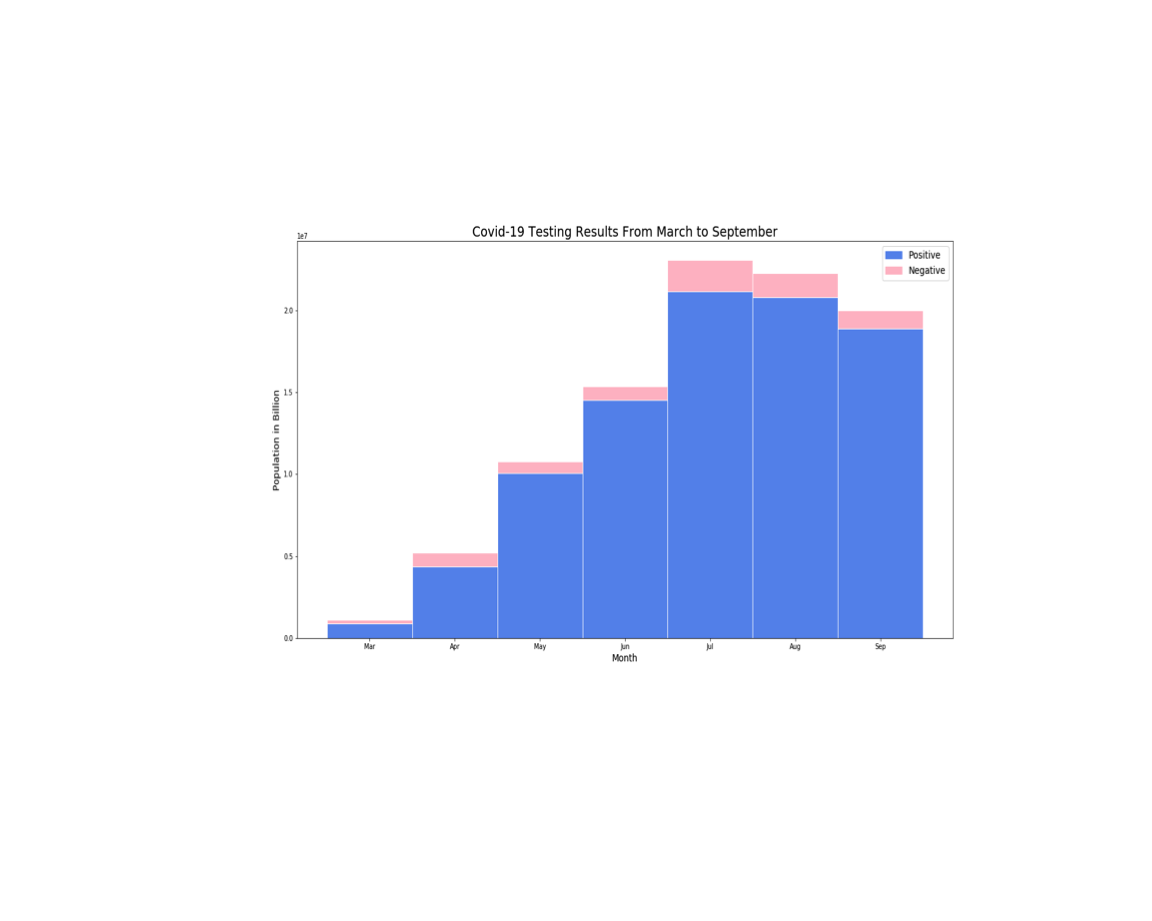 Covid-19 Testing Results From March to September
1e7
Positive
Negative
2.0
1.5
1.0
0.5
0.0
Population in Billion
Mar Apr May Jun Jul Aug Sep
Month